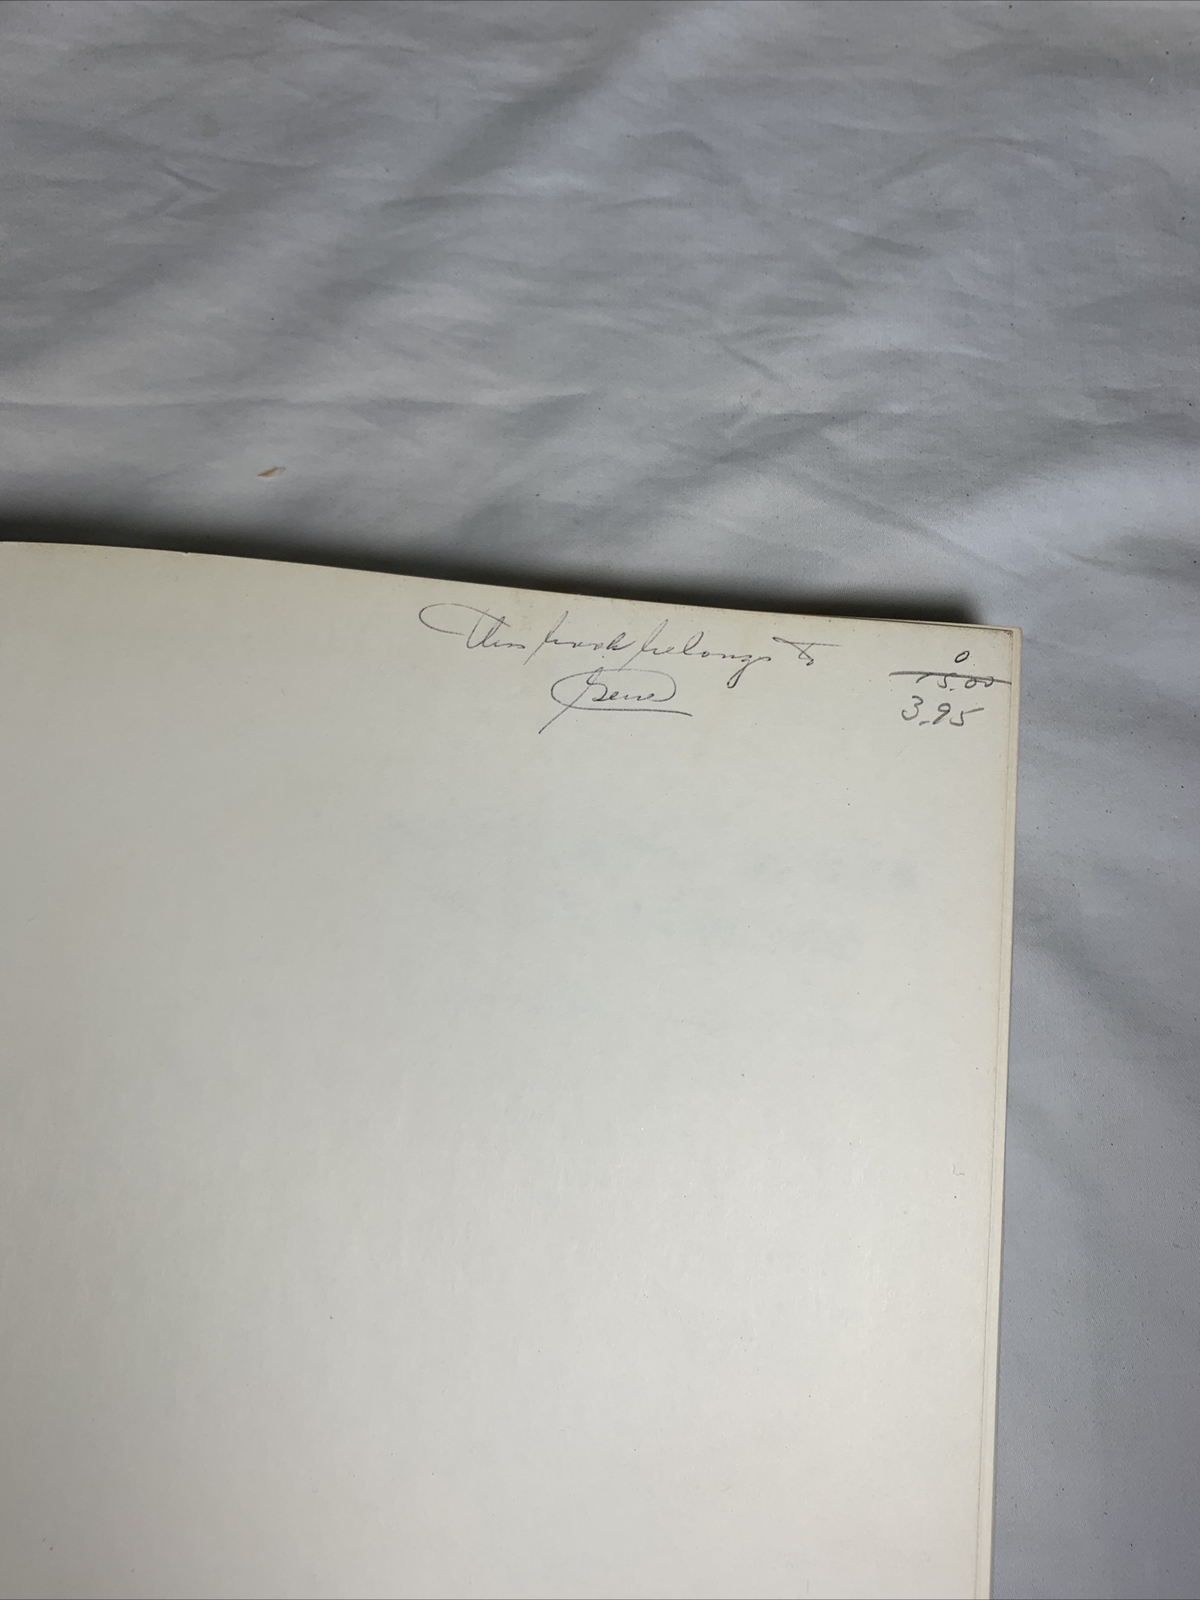 This book belongs to
Gene
0
15.00
3.95